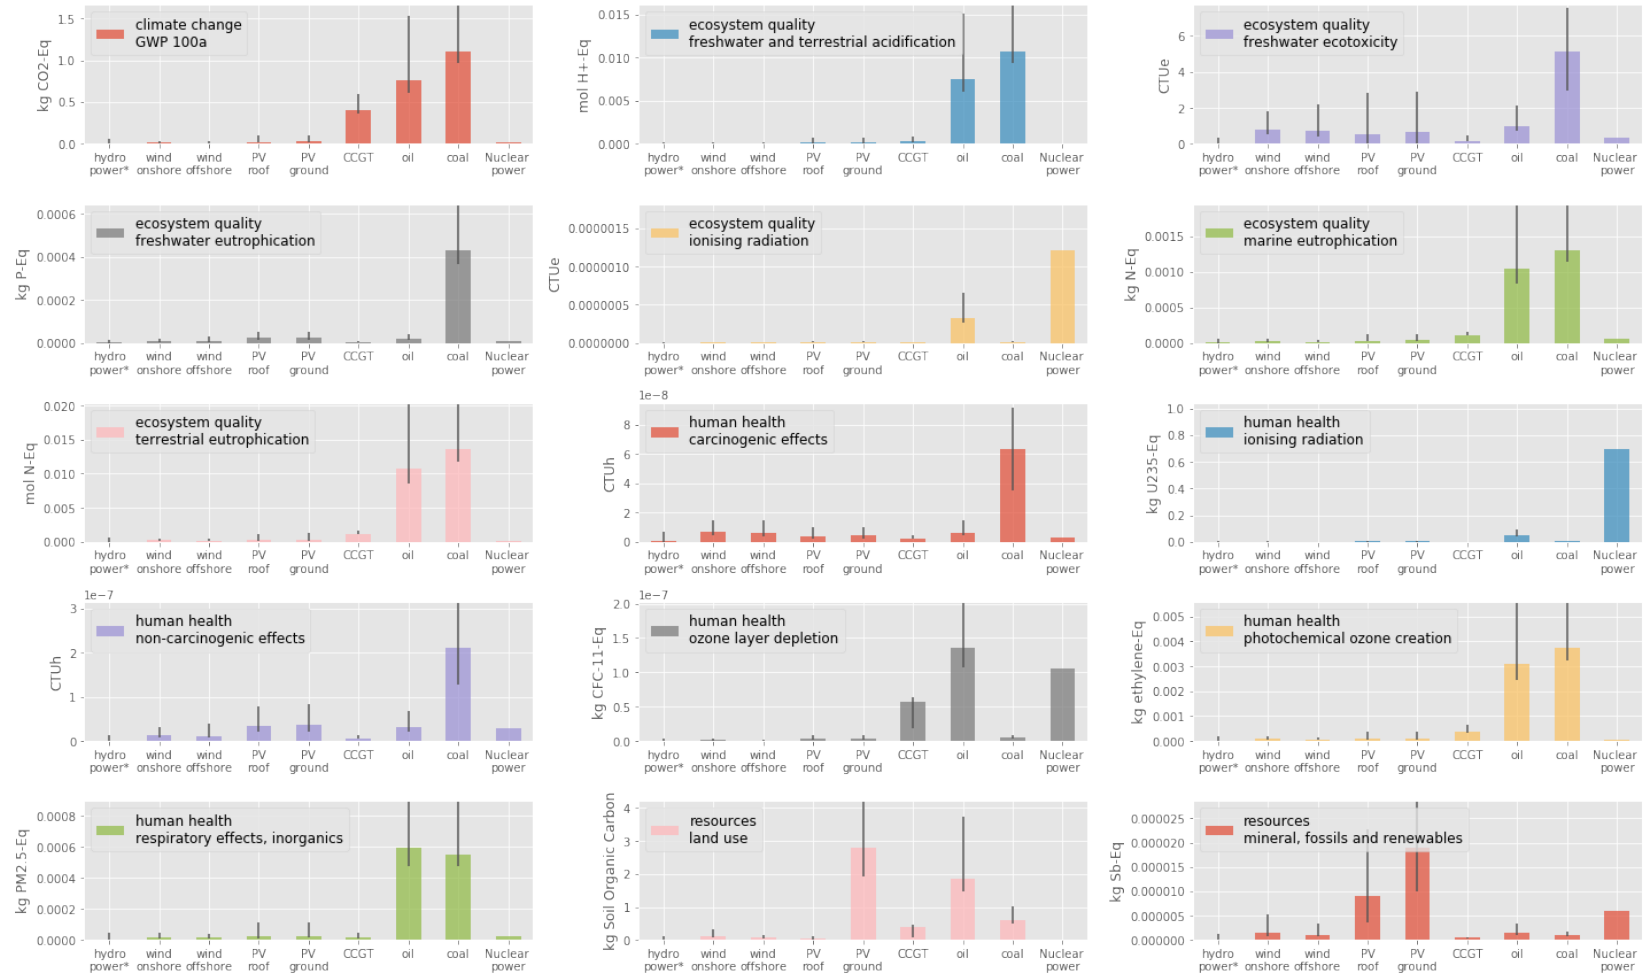 climate change
GWP 100a
kg CO2-Eq
1.5
1.0
0.5
0.0
hydro wind wind PV PV CCGT oil coal Nuclear
power* onshore offshore roof ground power
ecosystem quality
freshwater and terrestrial acidification
mol H+-Eq
0.015
0.010
0.005
0.000
hydro wind wind PV PV CCGT oil coal Nuclear
power* onshore offshore roof ground power
ecosystem quality
freshwater ecotoxicity
CTUe
6
4
2
0
hydro wind wind PV PV CCGT oil coal Nuclear
power* onshore offshore roof ground power
ecosystem quality
freshwater eutrophication
kg P-Eq
0.0006
0.0004
0.0002
0.0000
hydro wind wind PV PV CCGT oil coal Nuclear
power* onshore offshore roof ground power
ecosystem quality
ionising radiation
CTUe
0.0000015
0.0000010
0.0000005
0.0000000
hydro wind wind PV PV CCGT oil coal Nuclear
power* onshore offshore roof ground power
ecosystem quality
marine eutrophication
kg N-Eq
0.0015
0.0010
0.0005
0.0000
hydro wind wind PV PV CCGT oil coal Nuclear
power* onshore offshore roof ground power
ecosystem quality
terrestrial eutrophication
mol N-Eq
0.020
0.015
0.010
0.005
0.000
hydro wind wind PV PV CCGT oil coal Nuclear
power* onshore offshore roof ground power
1e−8
human health
carcinogenic effects
CTUh
8
6
4
2
0
hydro wind wind PV PV CCGT oil coal Nuclear
power* onshore offshore roof ground power
human health
ionising radiation
kg U235-Eq
1.0
0.8
0.6
0.4
0.2
0.0
hydro wind wind PV PV CCGT oil coal Nuclear
power* onshore offshore roof ground power
1e−7
human health
non-carcinogenic effects
CTUh
3
2
1
0
hydro wind wind PV PV CCGT oil coal Nuclear
power* onshore offshore roof ground power
1e−7
human health
ozone layer depletion
kg CFC-11-Eq
2.0
1.5
1.0
0.5
0.0
hydro wind wind PV PV CCGT oil coal Nuclear
power* onshore offshore roof ground power
human health
photochemical ozone creation
kg ethylene-Eq
0.005
0.004
0.003
0.002
0.001
0.000
hydro wind wind PV PV CCGT oil coal Nuclear
power* onshore offshore roof ground power
human health
respiratory effects, inorganics
kg PM2.5-Eq
0.0008
0.0006
0.0004
0.0002
0.0000
hydro wind wind PV PV CCGT oil coal Nuclear
power* onshore offshore roof ground power
resources
land use
kg Soil Organic Carbon
4
3
2
1
0
hydro wind wind PV PV CCGT oil coal Nuclear
power* onshore offshore roof ground power
resources
mineral, fossils and renewables
kg Sb-Eq
0.000025
0.000020
0.000015
0.000010
0.000005
0.000000
hydro wind wind PV PV CCGT oil coal Nuclear
power* onshore offshore roof ground power